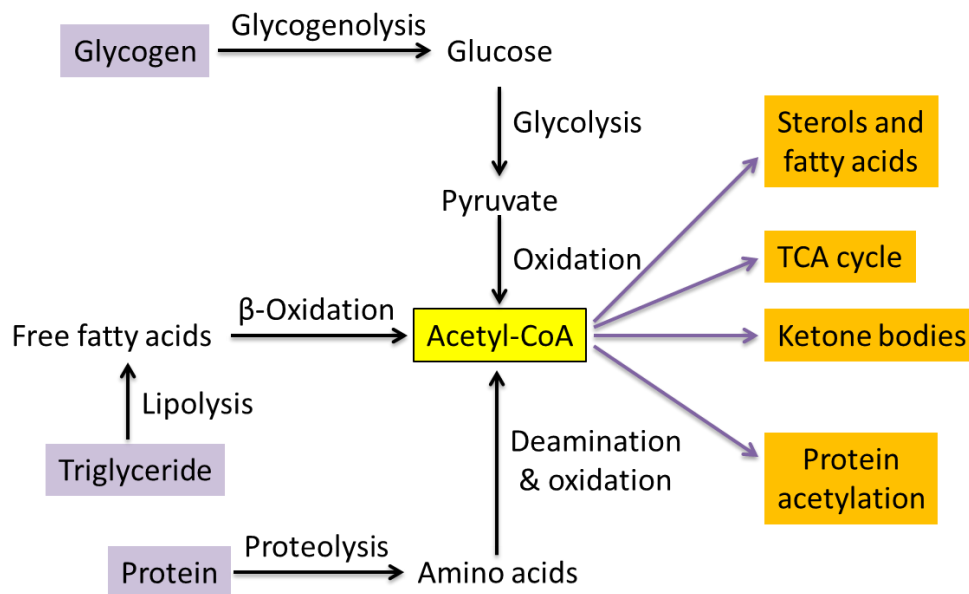 Glycogen
Glycogenolysis
Glucose
Glycolysis
Pyruvate
Oxidation
Free fatty acids
β-Oxidation
Acetyl-CoA
Lipolysis
Triglyceride
Deamination
& oxidation
Protein
Proteolysis
Amino acids
Sterols and
fatty acids
TCA cycle
Ketone bodies
Protein
acetylation